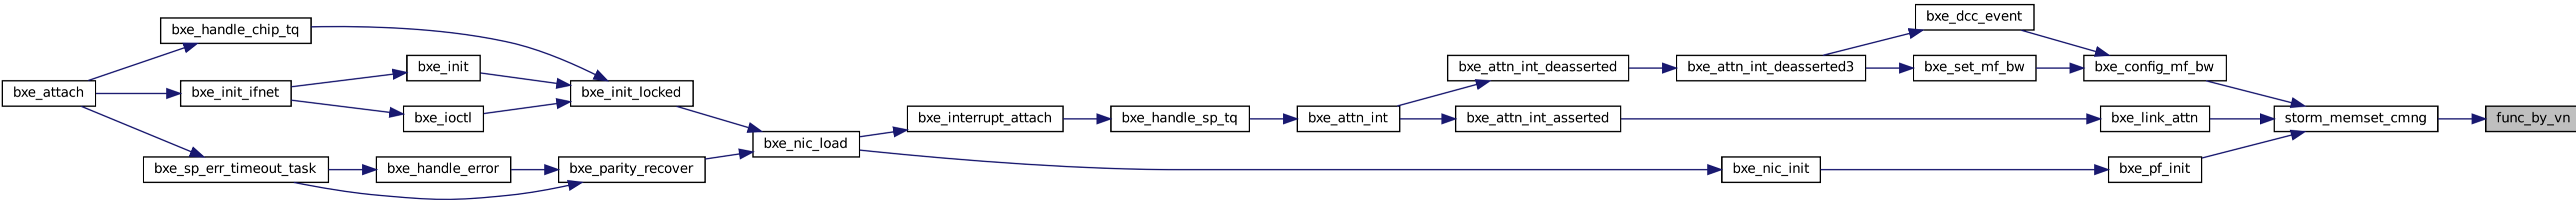 bxe_attach
bxe_handle_chip_tq
bxe_init_ifnet
bxe_sp_err_timeout_task
bxe_init
bxe_ioctl
bxe_handle_error
bxe_init_locked
bxe_parity_recover
bxe_nic_load
bxe_interrupt_attach
bxe_handle_sp_tq
bxe_attn_int
bxe_attn_int_deasserted
bxe_attn_int_asserted
bxe_attn_int_deasserted3
bxe_nic_init
bxe_dcc_event
bxe_set_mf_bw
bxe_config_mf_bw
bxe_link_attn
bxe_pf_init
storm_memset_cmng
func_by_vn